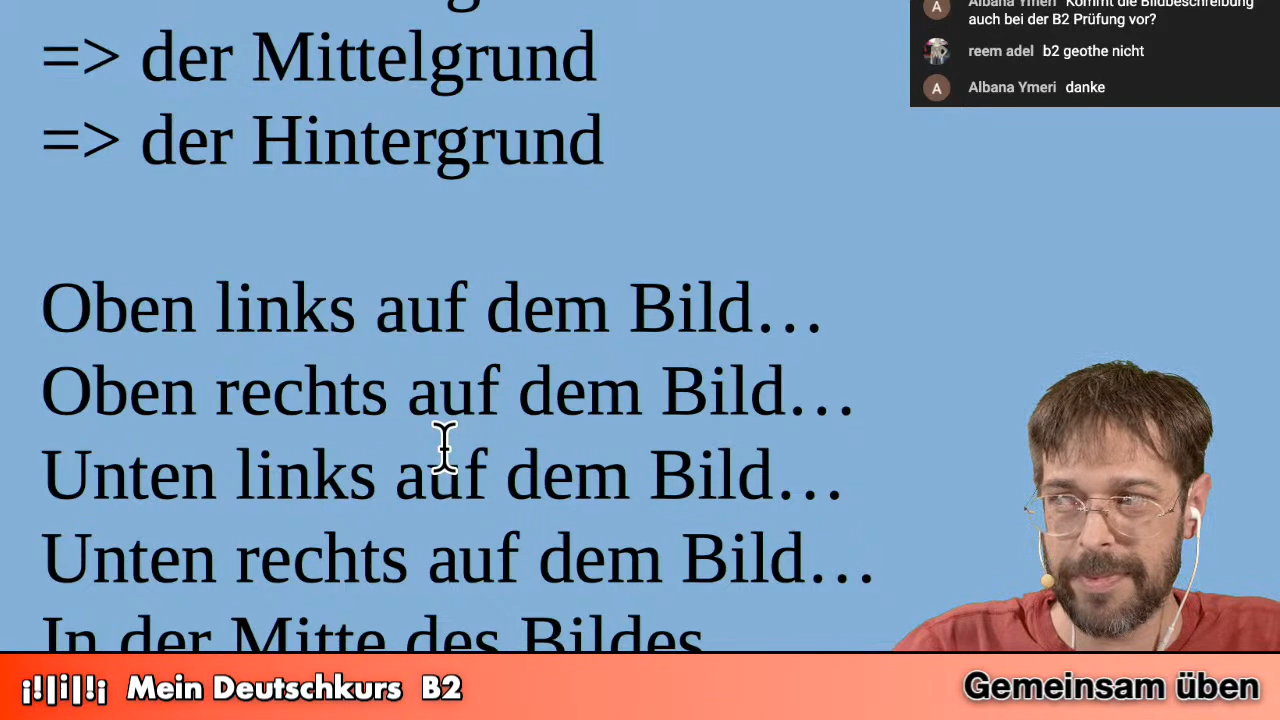 => der Mittelgrund
=> der Hintergrund
Oben links auf dem Bild…
Oben rechts auf dem Bild…
Unten links auf dem Bild…
Unten rechts auf dem Bild…
In der Mitte des Bildes
Albana Ymeri Kommt die Bildbeschreibung
auch bei der B2 Prüfung vor?
reem adel b2 geothe nicht
A Albana Ymeri danke
Mein Deutschkurs B2
Gemeinsam üben